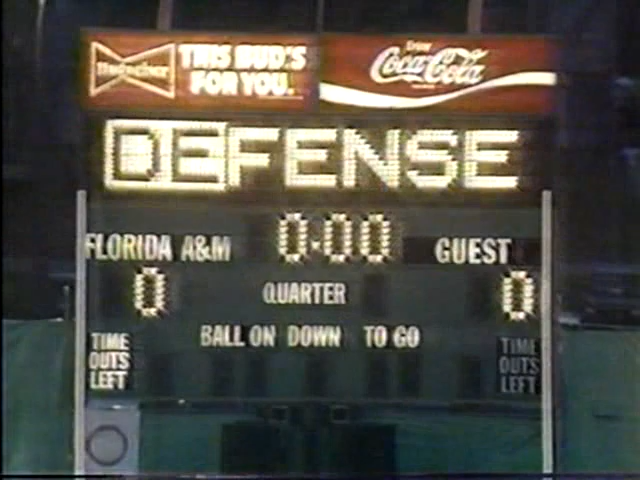 Budweiser
THIS BUD'S
FOR YOU.
Enjoy
Coca-Cola
DEFENSE
FLORIDA A&M
0:00
GUEST
0
QUARTER
0
BALL ON DOWN TO GO
TIME
OUTS
LEFT
TIME
OUTS
LEFT